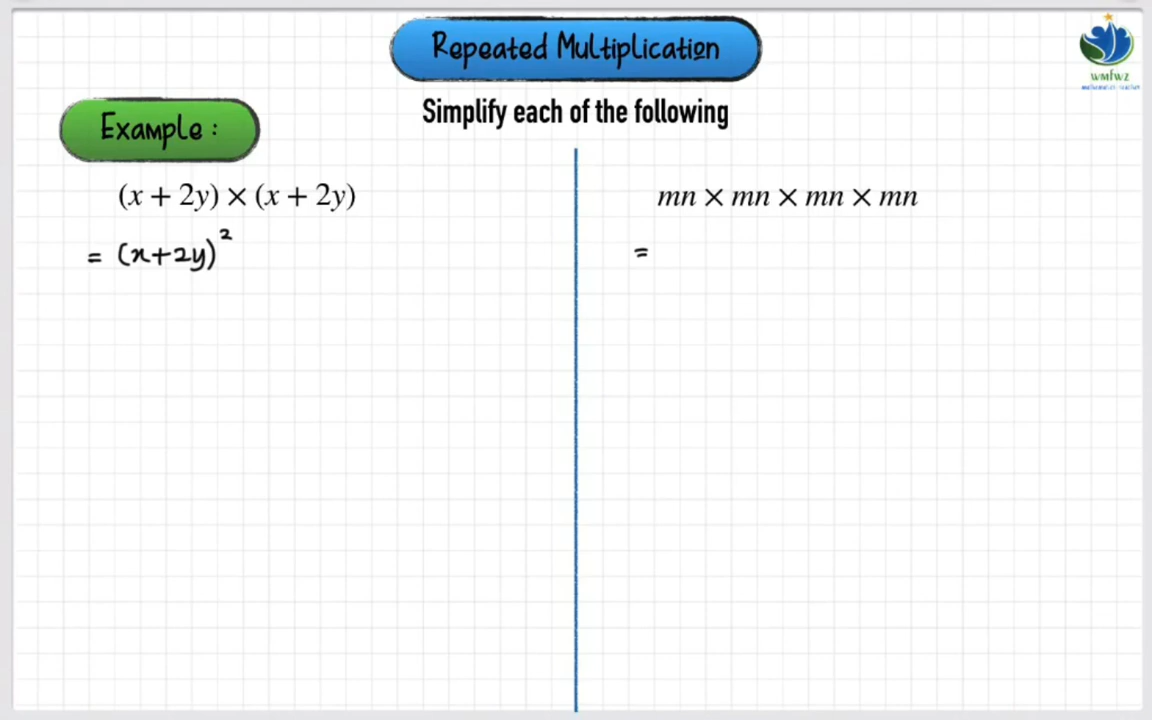 Repeated Multiplication
wmfwz
Simplify each of the following
Example :
(x + 2y) × (x + 2y)
= (x+2y)²
mn × mn × mn × mn
=